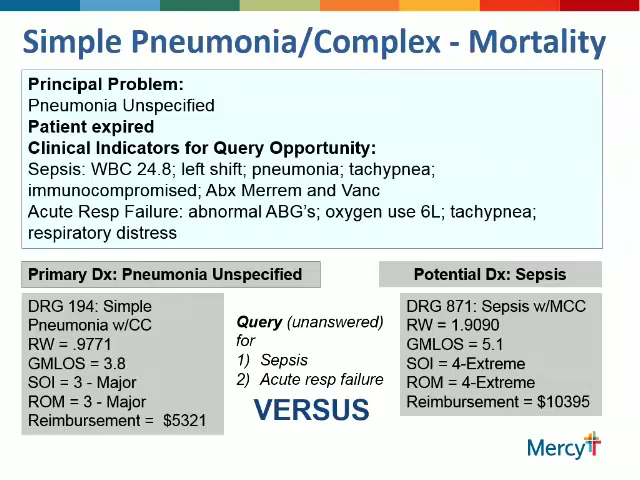 Simple Pneumonia/Complex - Mortality
Principal Problem:
Pneumonia Unspecified
Patient expired
Clinical Indicators for Query Opportunity:
Sepsis: WBC 24.8; left shift; pneumonia; tachypnea;
immunocompromised; Abx Merrem and Vanc
Acute Resp Failure: abnormal ABG's; oxygen use 6L; tachypnea;
respiratory distress
Primary Dx: Pneumonia Unspecified
DRG 194: Simple
Pneumonia w/CC
RW = .9771
GMLOS = 3.8
SOI = 3 - Major
ROM = 3 - Major
Reimbursement = $5321
Query (unanswered)
for
1) Sepsis
2) Acute resp failure
VERSUS
Potential Dx: Sepsis
DRG 871: Sepsis w/MCC
RW = 1.9090
GMLOS = 5.1
SOI = 4-Extreme
ROM = 4-Extreme
Reimbursement = $10395
Mercy